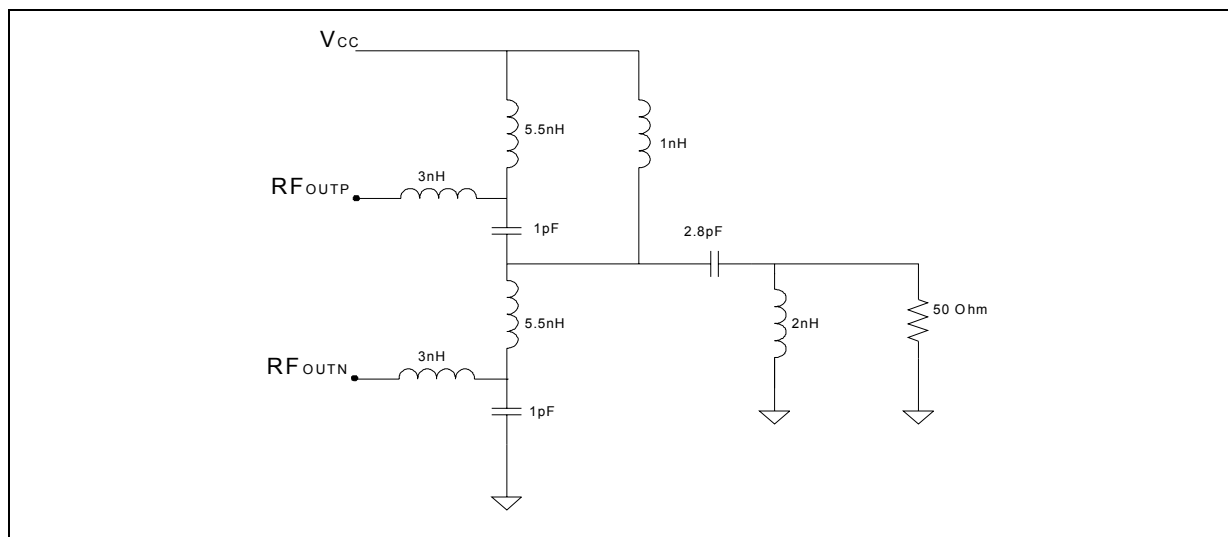 VCC
5.5nH
1nH
3nH
RFOUTP
1pF
2.8pF
5.5nH
2nH
50 Ohm
3nH
RFOUTN
1pF